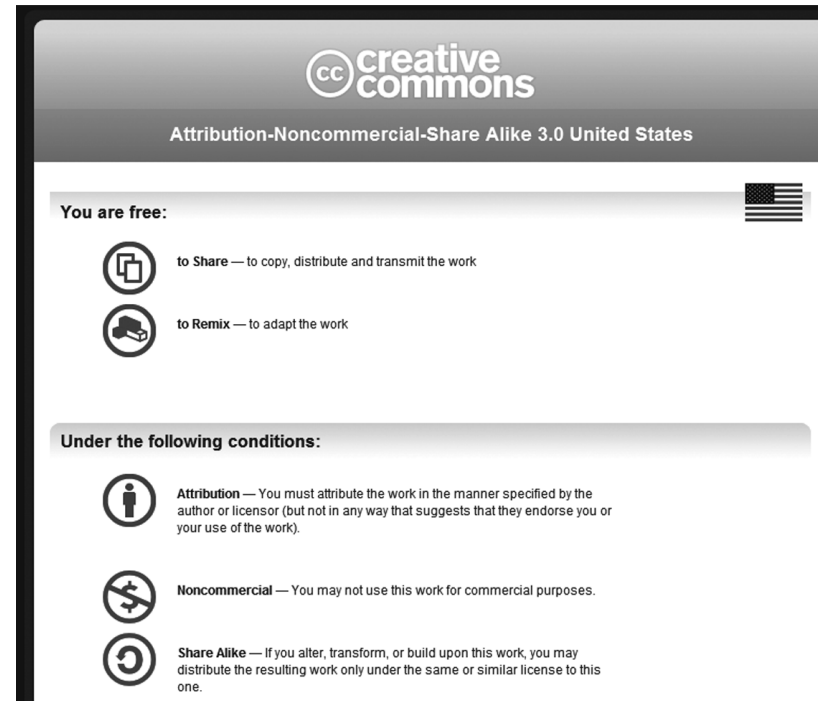 cc creative
commons
Attribution-Noncommercial-Share Alike 3.0 United States
You are free:
to Share — to copy, distribute and transmit the work
to Remix — to adapt the work
Under the following conditions:
Attribution — You must attribute the work in the manner specified by the
author or licensor (but not in any way that suggests that they endorse you or
your use of the work).
$
Noncommercial — You may not use this work for commercial purposes.
Share Alike — If you alter, transform, or build upon this work, you may
distribute the resulting work only under the same or similar license to this
one.